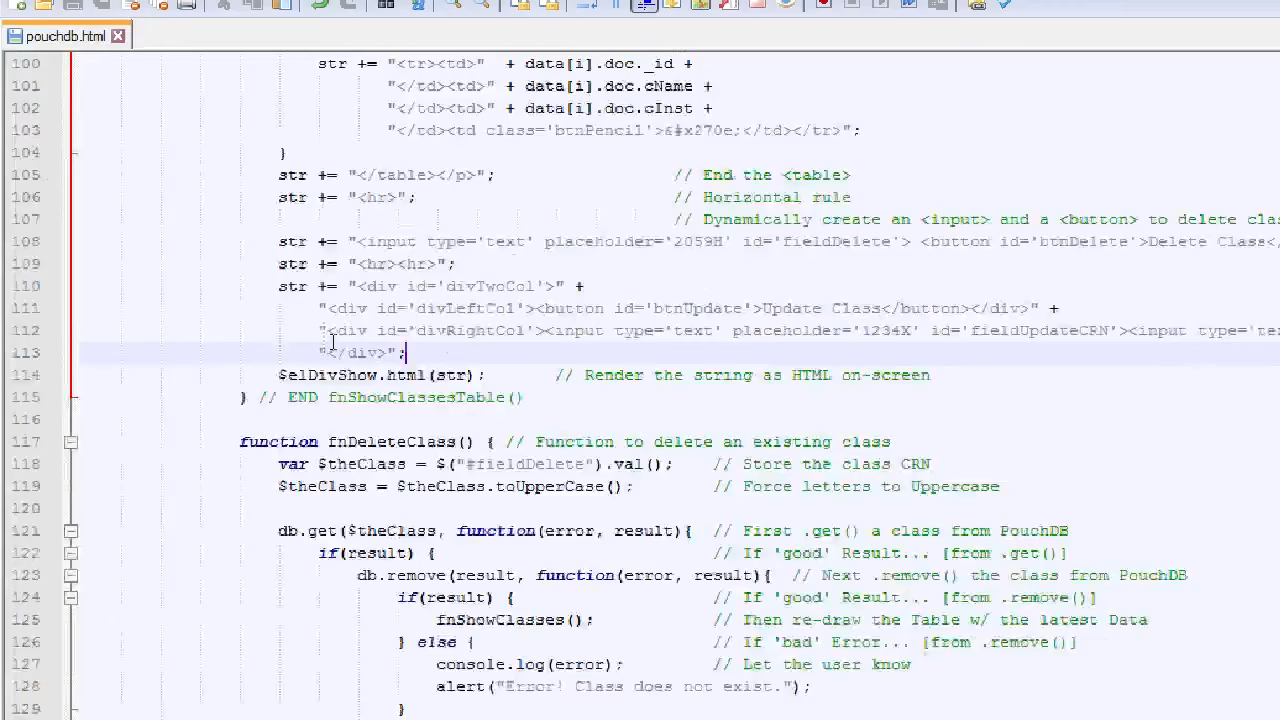 pouchdb.html
100 str += "<tr><td>" + data[i].doc._id +
101 "</td><td>" + data[i].doc.cName +
102 "</td><td>" + data[i].doc.cInst +
103 "</td><td class='btnPencil'>&#x270e;</td></tr>";
104 }
105 str += "</table></p>"; // End the <table>
106 str += "<hr>"; // Horizontal rule
107 // Dynamically create an <input> and a <button> to delete clas
108 str += "<input type='text' placeholder='2059H' id='fieldDelete'> <button id='btnDelete'>Delete Class<
109 str += "<hr><hr>";
110 str += "<div id='divTwoCol'>" +
111 "<div id='divLeftCol'><button id='btnUpdate'>Update Class</button></div>" +
112 "<div id='divRightCol'><input type='text' placeholder='1234X' id='fieldUpdateCRN'><input type='te
113 "</div>";
114 $elDivShow.html(str); // Render the string as HTML on-screen
115 } // END fnShowClassesTable()
116
117 function fnDeleteClass() { // Function to delete an existing class
118 var $theClass = $("#fieldDelete").val(); // Store the class CRN
119 $theClass = $theClass.toUpperCase(); // Force letters to Uppercase
120
121 db.get($theClass, function(error, result){ // First .get() a class from PouchDB
122 if(result) { // If 'good' Result... [from .get()]
123 db.remove(result, function(error, result){ // Next .remove() the class from PouchDB
124 if(result) { // If 'good' Result... [from .remove()]
125 fnShowClasses(); // Then re-draw the Table w/ the latest Data
126 } else { // If 'bad' Error... [from .remove()]
127 console.log(error); // Let the user know
128 alert("Error! Class does not exist.");
129 }